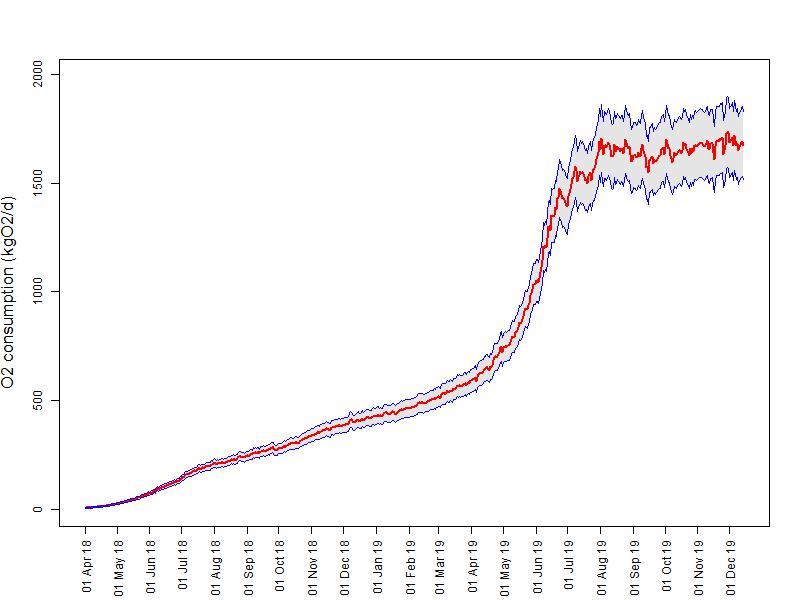 O2 consumption (kgO2/d)
2000
1500
1000
500
0
01 Apr 18
01 May 18
01 Jun 18
01 Jul 18
01 Aug 18
01 Sep 18
01 Oct 18
01 Nov 18
01 Dec 18
01 Jan 19
01 Feb 19
01 Mar 19
01 Apr 19
01 May 19
01 Jun 19
01 Jul 19
01 Aug 19
01 Sep 19
01 Oct 19
01 Nov 19
01 Dec 19